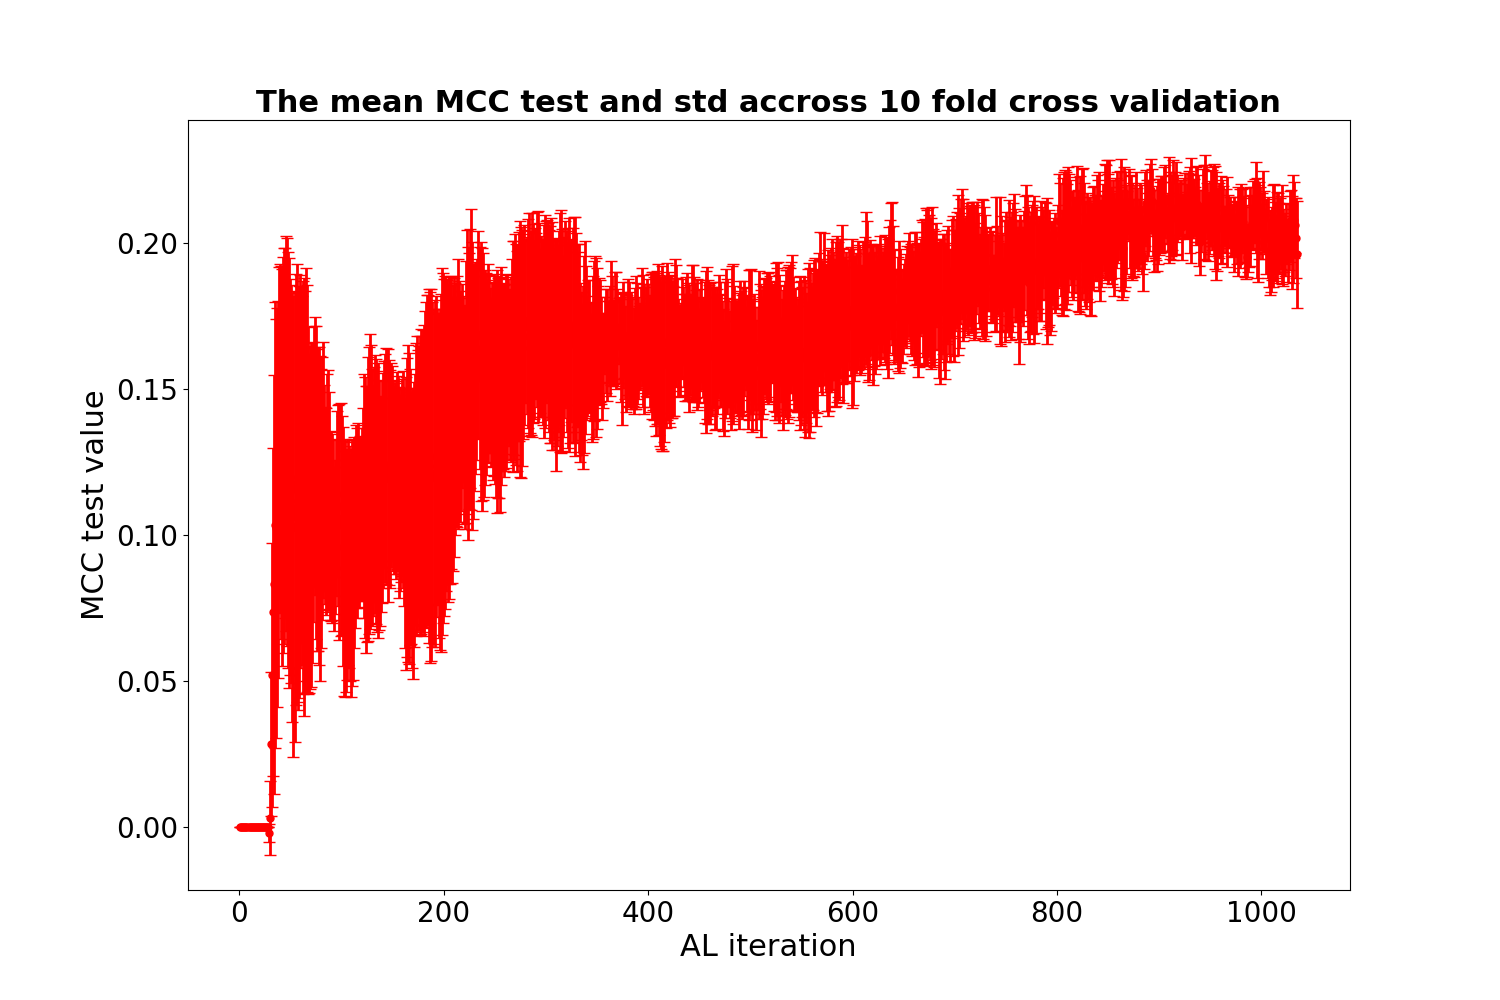 The mean MCC test and std accross 10 fold cross validation
MCC test value
0.20
0.15
0.10
0.05
0.00
0 200 400 600 800 1000
AL iteration